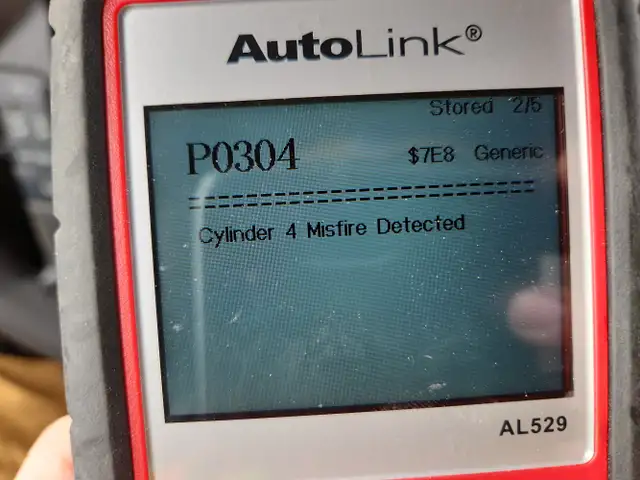 AutoLink®
Stored 2/5
P0304 $7E8 Generic
================================
Cylinder 4 Misfire Detected
AL529